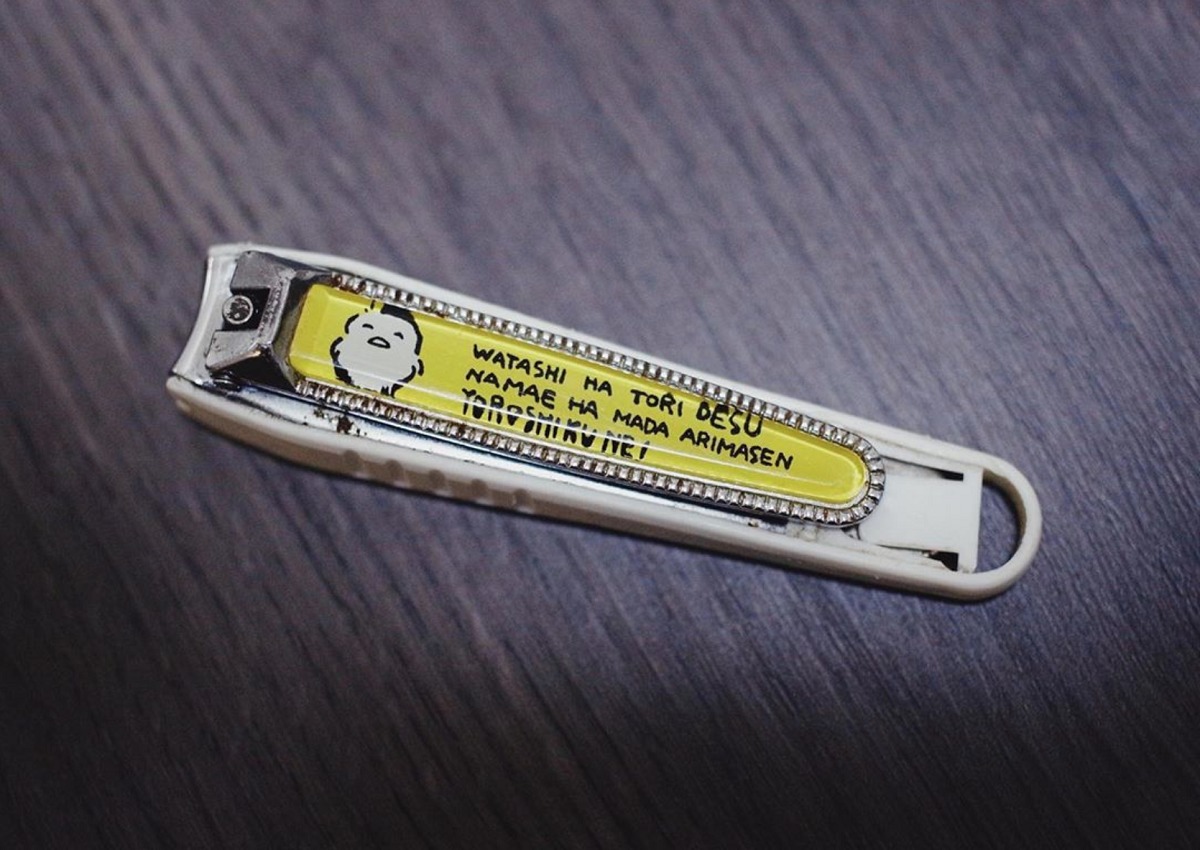 WATASHI HA TORI DESU
NAMAE HA MADA ARIMASEN
YOROSHIKU NE!